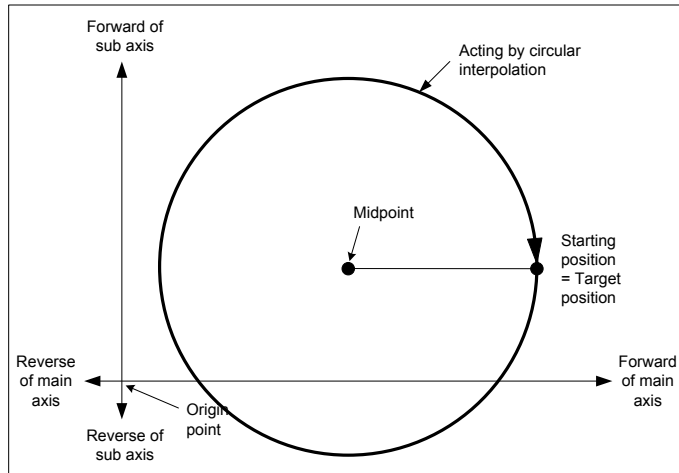 Forward of
sub axis
Acting by circular
interpolation
Midpoint
Starting
position
= Target
position
Reverse
of main
axis
Forward
of main
axis
Origin
point
Reverse of
sub axis